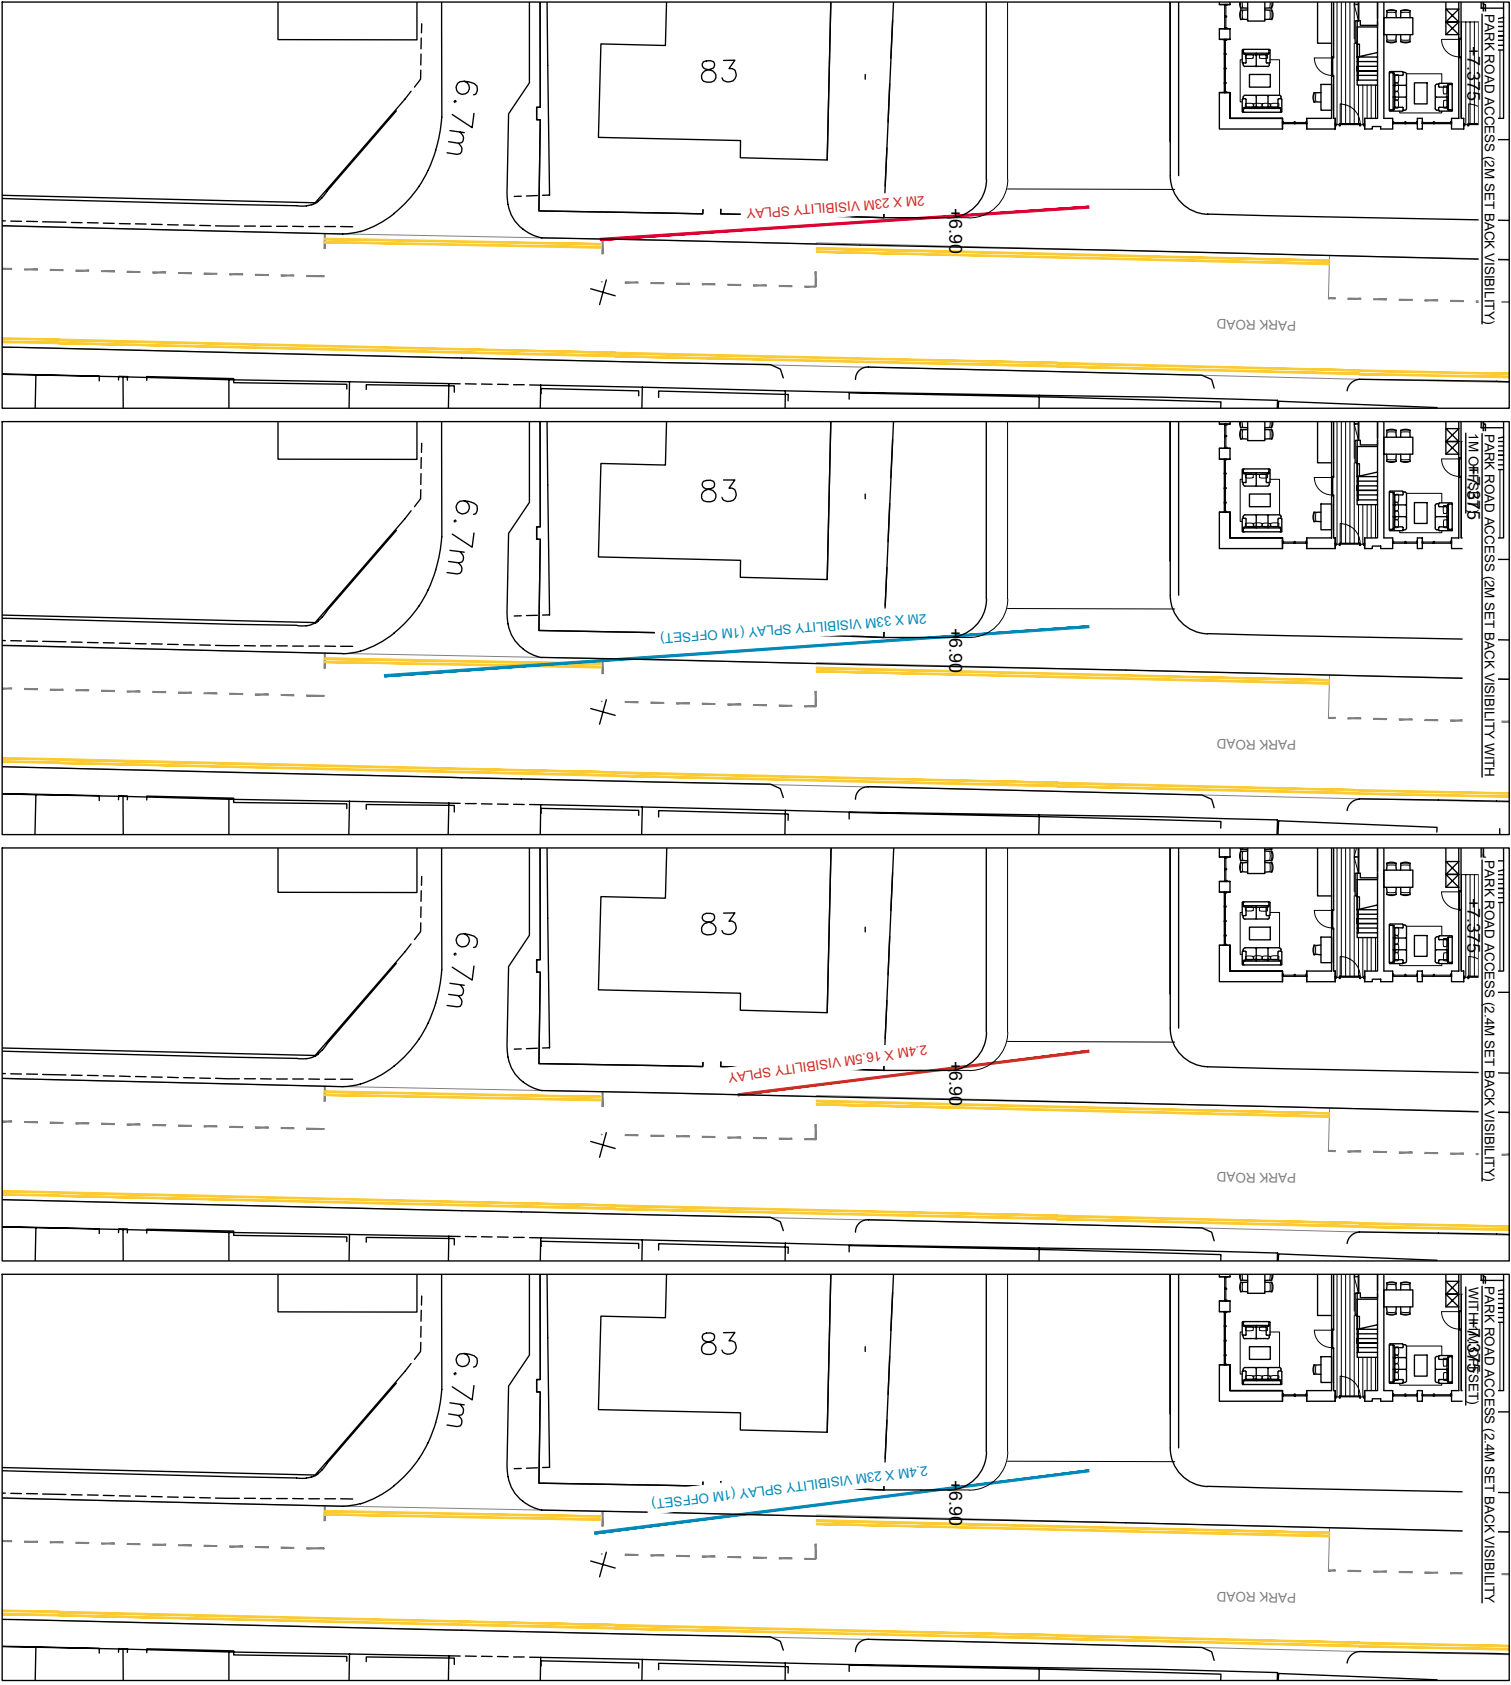 PARK ROAD ACCESS (2M SET BACK VISIBILITY)
+7.375
83
6.7m
2M X 23M VISIBILITY SPLAY
+6.90
PARK ROAD
PARK ROAD ACCESS (2M SET BACK VISIBILITY WITH
1M OFFSET)
+7.375
83
6.7m
2M X 33M VISIBILITY SPLAY (1M OFFSET)
+6.90
PARK ROAD
PARK ROAD ACCESS (2.4M SET BACK VISIBILITY)
+7.375
83
6.7m
2.4M X 16.5M VISIBILITY SPLAY
+6.90
PARK ROAD
PARK ROAD ACCESS (2.4M SET BACK VISIBILITY
WITH 1M OFFSET)
+7.375
83
6.7m
2.4M X 23M VISIBILITY SPLAY (1M OFFSET)
+6.90
PARK ROAD